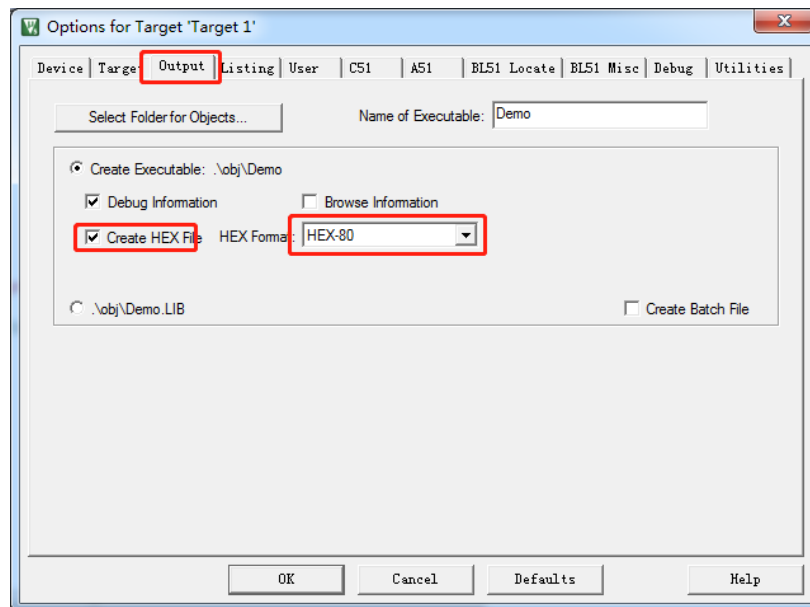 Options for Target 'Target 1'
Device Target Output Listing User C51 A51 BL51 Locate BL51 Misc Debug Utilities
Select Folder for Objects... Name of Executable: Demo
Create Executable: .\obj\Demo
Debug Information Browse Information
Create HEX File HEX Format: HEX-80
.\obj\Demo.LIB Create Batch File
OK Cancel Defaults Help